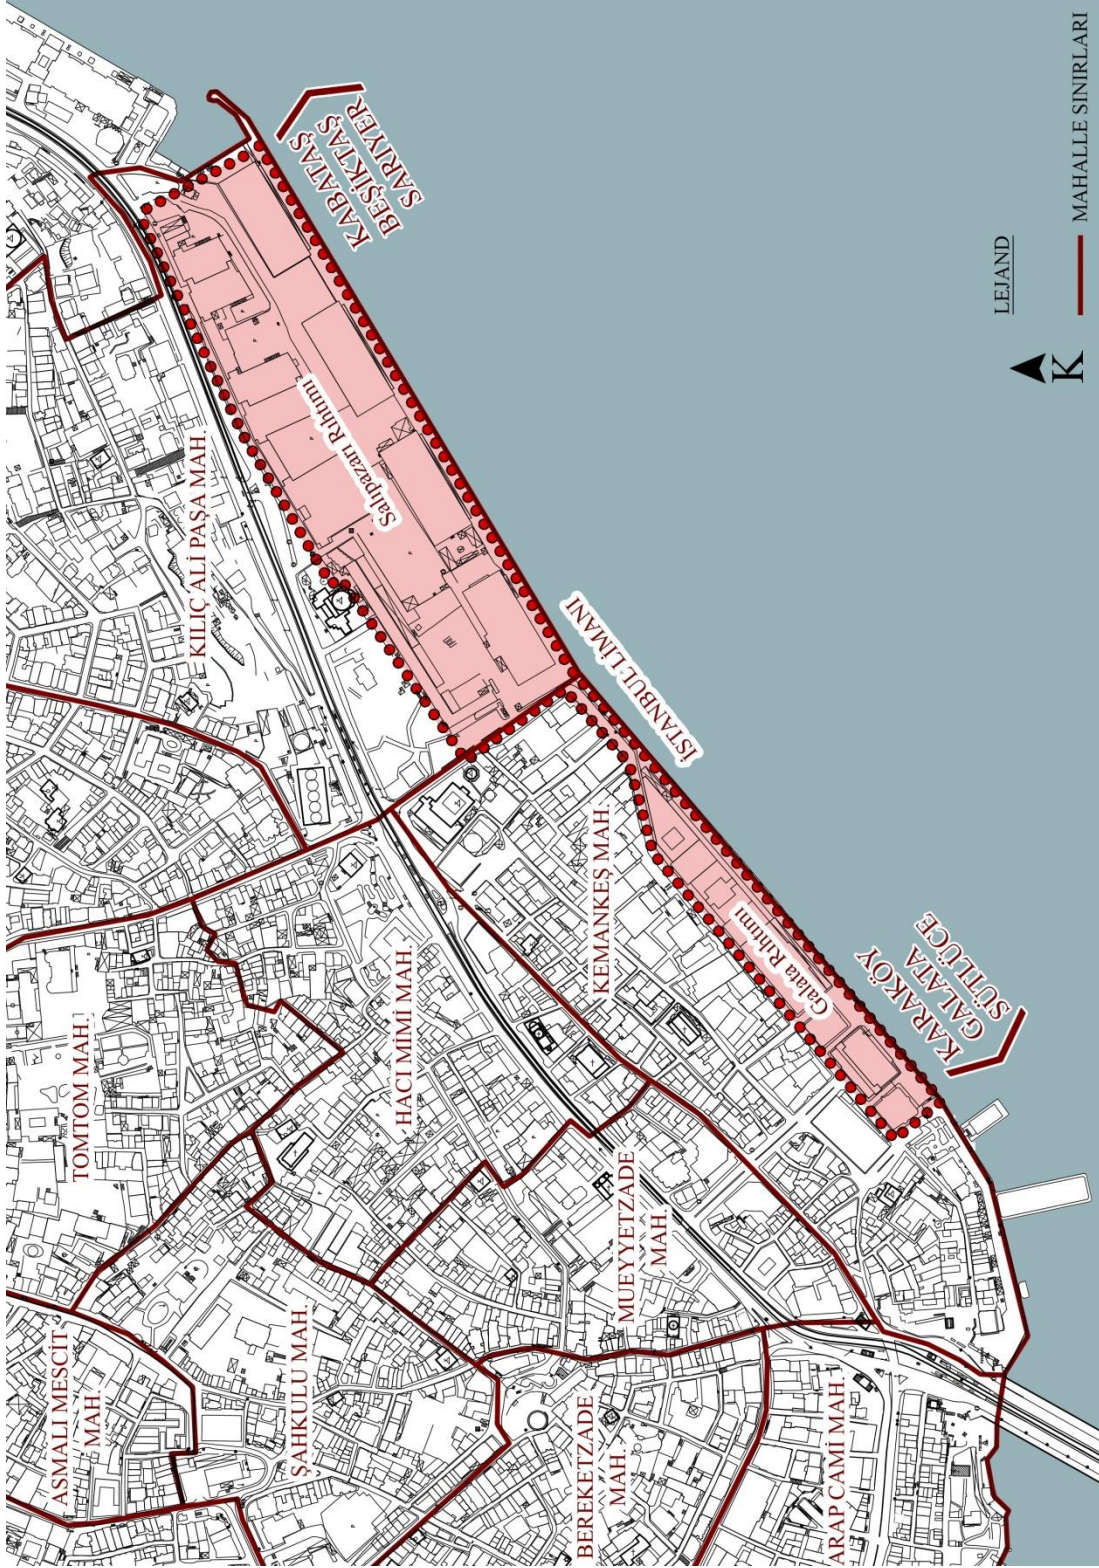 KABATAŞ
BEŞİKTAŞ
SARIYER
KILIÇ ALİ PAŞA MAH.
Salıpazarı Rıhtımı
İSTANBUL LİMANI
TOMTOM MAH.
HACI MİMİ MAH.
KEMANKEŞ MAH.
Galata Rıhtımı
KARAKÖY
GALATA
SÜTLÜCE
ASMALI MESCİT
MAH.
ŞAHKULU MAH.
MUEYYETZADE
MAH.
BEREKETZADE
MAH.
ARAP CAMİ MAH.
LEJAND
MAHALLE SINIRLARI
K